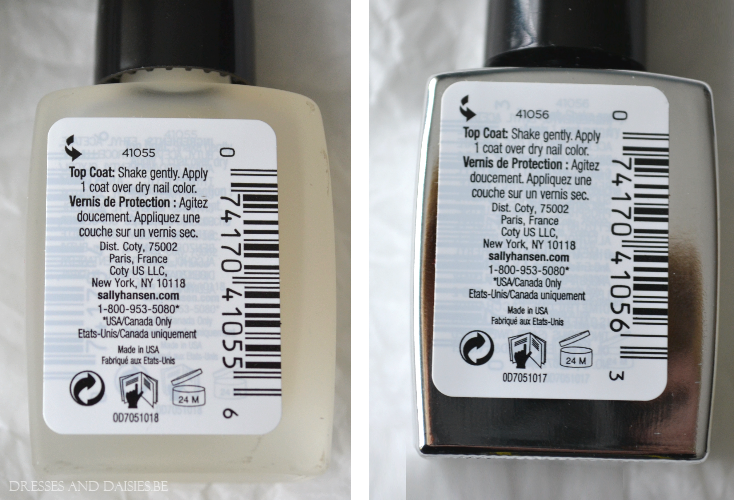 41055
Top Coat: Shake gently. Apply
1 coat over dry nail color.
Vernis de Protection : Agitez
doucement. Appliquez une
couche sur un vernis sec.
Dist. Coty, 75002
Paris, France
Coty US LLC,
New York, NY 10118
sallyhansen.com
1-800-953-5080*
*USA/Canada Only
Etats-Unis/Canada uniquement
Made in USA
Fabriqué aux Etats-Unis
24 M
0D7051018
0 74170 41055 6
DRESSES AND DAISIES.BE
41056
Top Coat: Shake gently. Apply
1 coat over dry nail color.
Vernis de Protection : Agitez
doucement. Appliquez une
couche sur un vernis sec.
Dist. Coty, 75002
Paris, France
Coty US LLC,
New York, NY 10118
sallyhansen.com
1-800-953-5080*
*USA/Canada Only
Etats-Unis/Canada uniquement
Made in USA
Fabriqué aux Etats-Unis
24 M
0D7051017
0 74170 41056 3